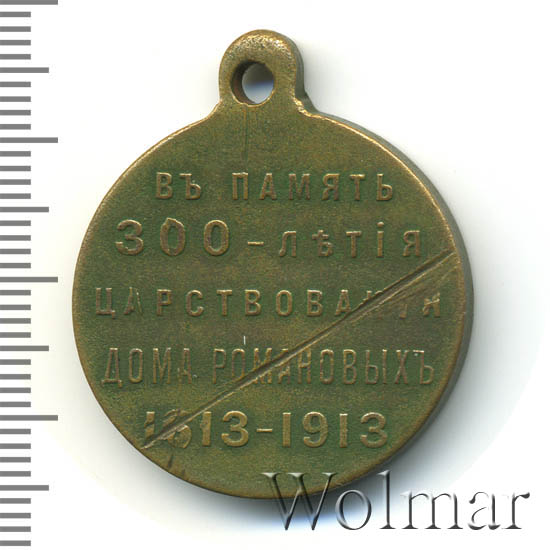 ВЪ ПАМЯТЬ
300-ЛѢТІЯ
ЦАРСТВОВАНІЯ
ДОМА РОМАНОВЫХЪ
1613-1913
Wolmar